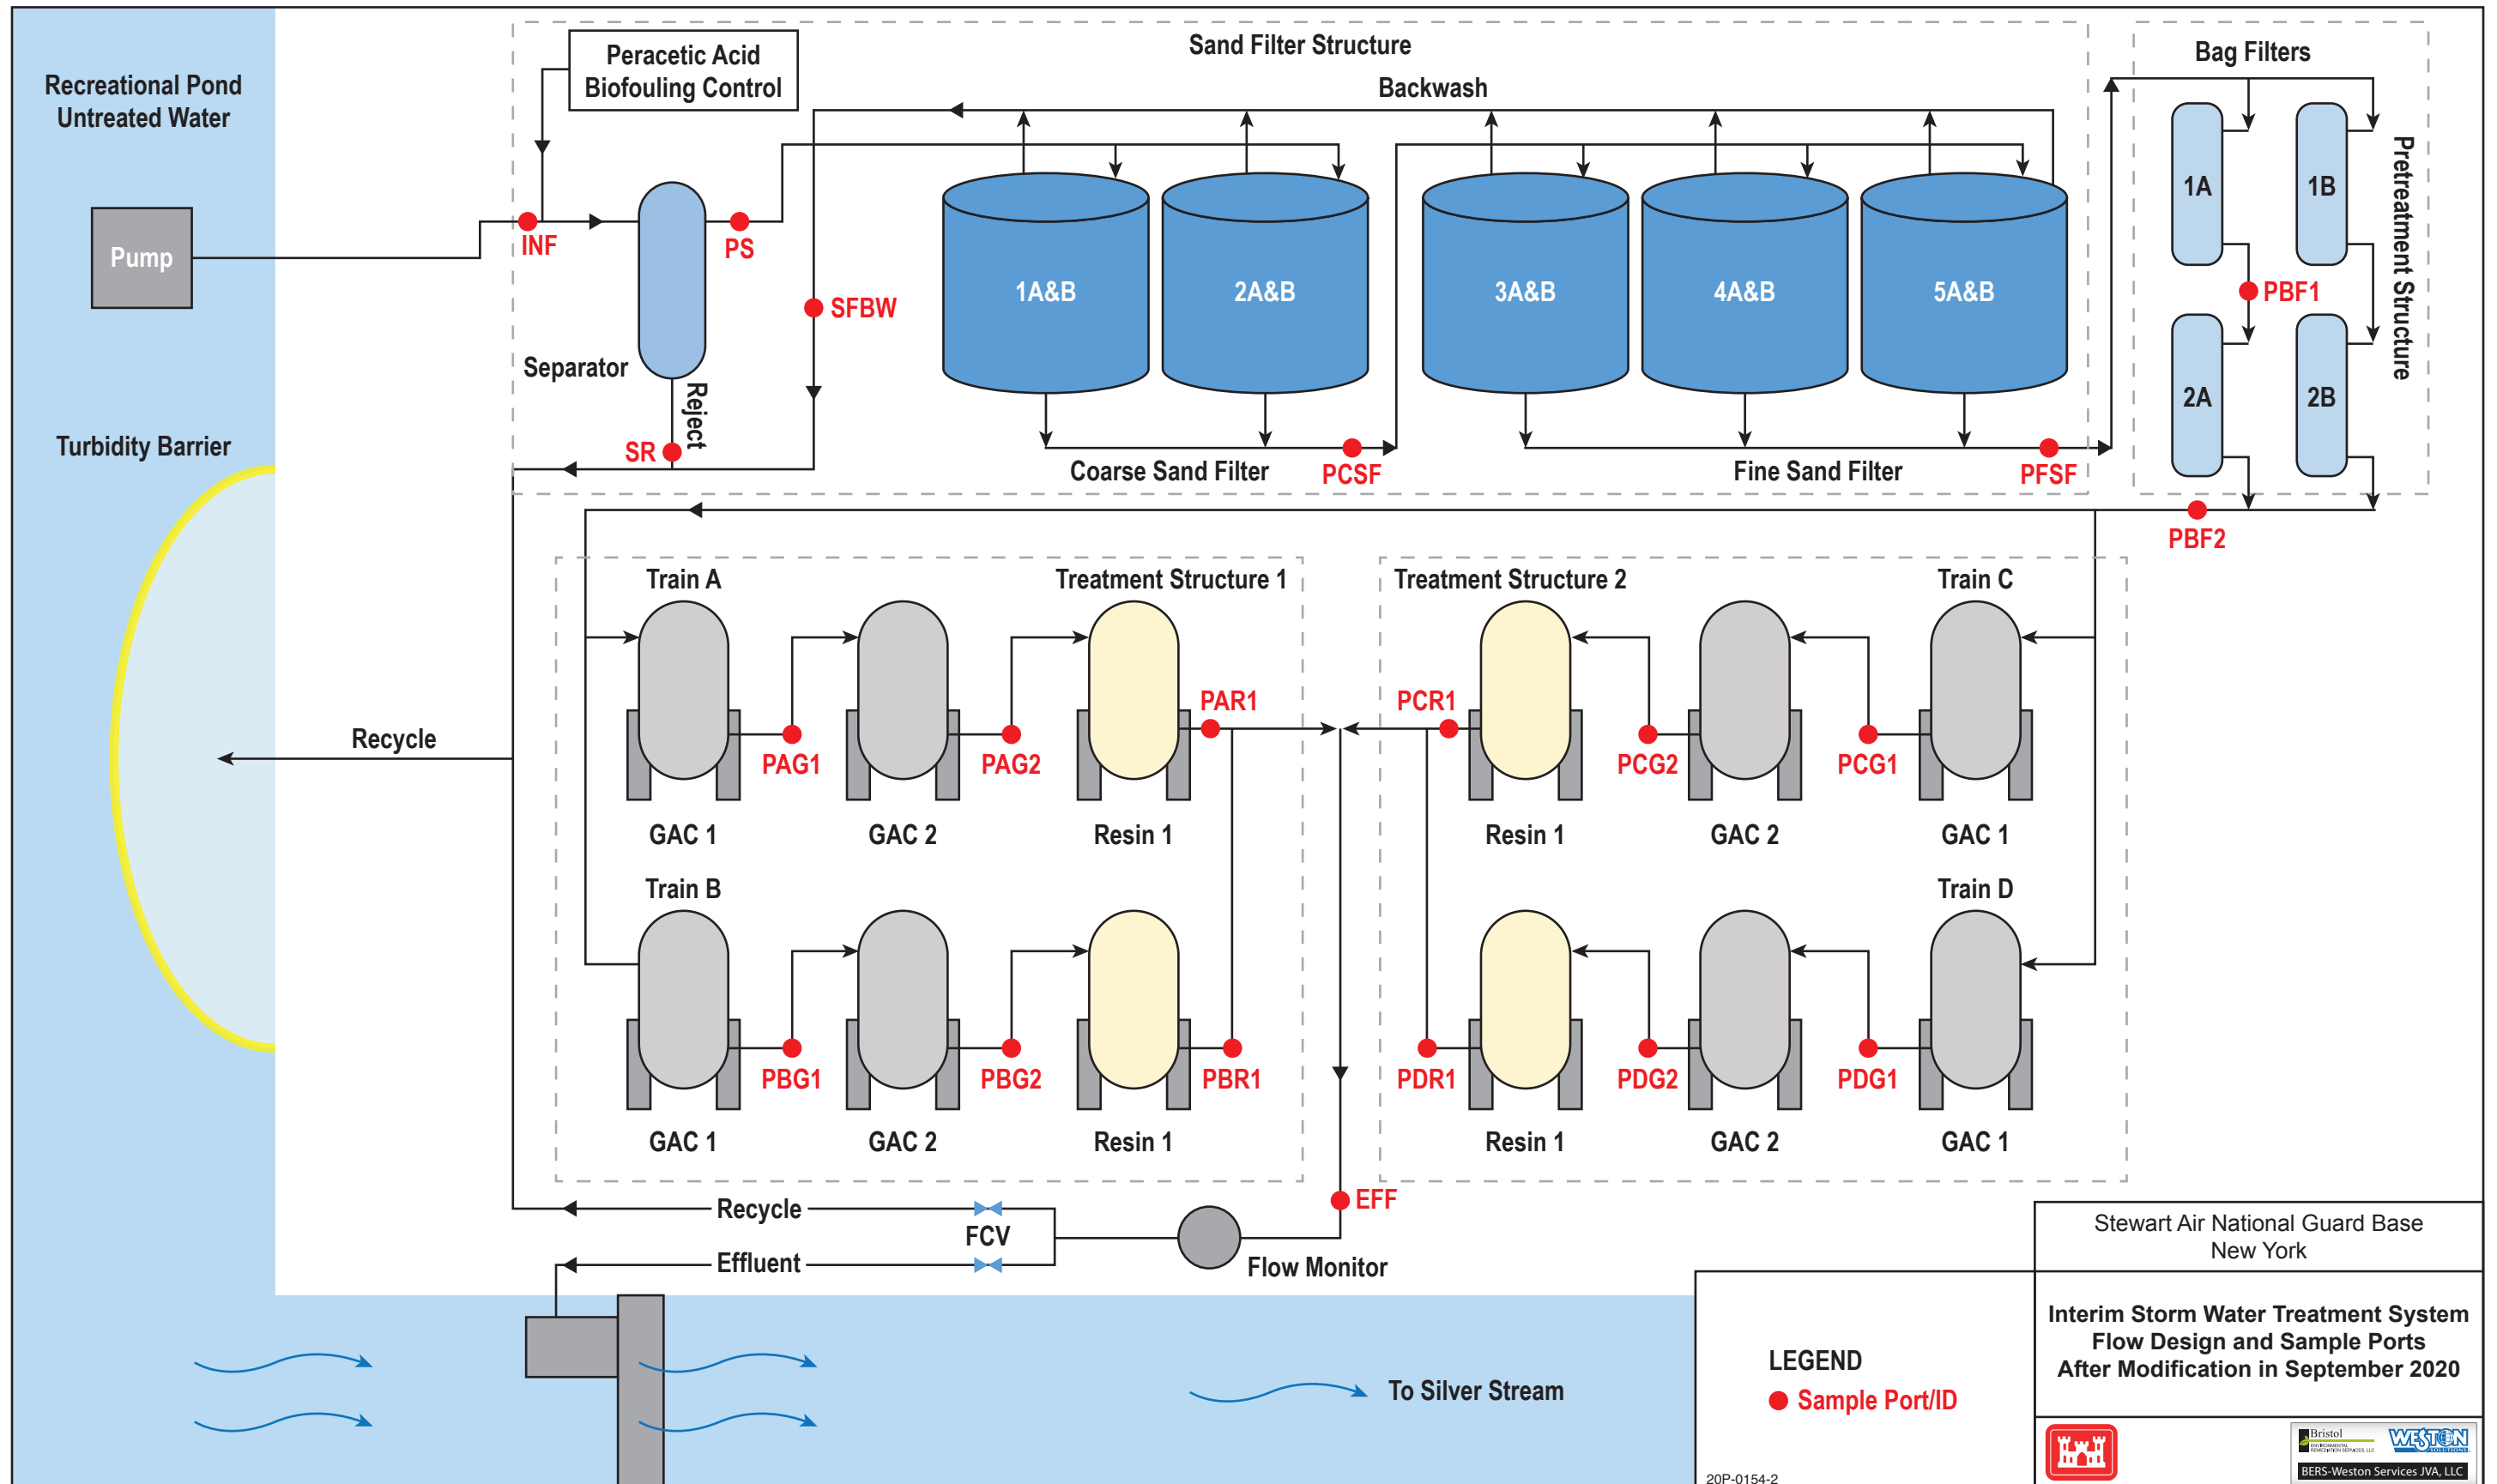 Recreational Pond
Untreated Water
Pump
Turbidity Barrier
Peracetic Acid
Biofouling Control
Sand Filter Structure
Backwash
INF
PS
SFBW
Separator
Reject
SR
1A&B
2A&B
3A&B
4A&B
5A&B
Coarse Sand Filter
PCSF
Fine Sand Filter
PFSF
Bag Filters
Pretreatment Structure
1A
1B
PBF1
2A
2B
PBF2
Recycle
Train A
Treatment Structure 1
PAG1
PAG2
PAR1
GAC 1
GAC 2
Resin 1
Train B
PBG1
PBG2
PBR1
GAC 1
GAC 2
Resin 1
Treatment Structure 2
Train C
PCR1
PCG2
PCG1
Resin 1
GAC 2
GAC 1
Train D
PDR1
PDG2
PDG1
Resin 1
GAC 2
GAC 1
EFF
Recycle
FCV
Effluent
Flow Monitor
To Silver Stream
LEGEND
Sample Port/ID
20P-0154-2
Stewart Air National Guard Base
New York
Interim Storm Water Treatment System
Flow Design and Sample Ports
After Modification in September 2020
Bristol
ENVIRONMENTAL
REMEDIATION SERVICES, LLC
WESTON
SOLUTIONS
BERS-Weston Services JVA, LLC